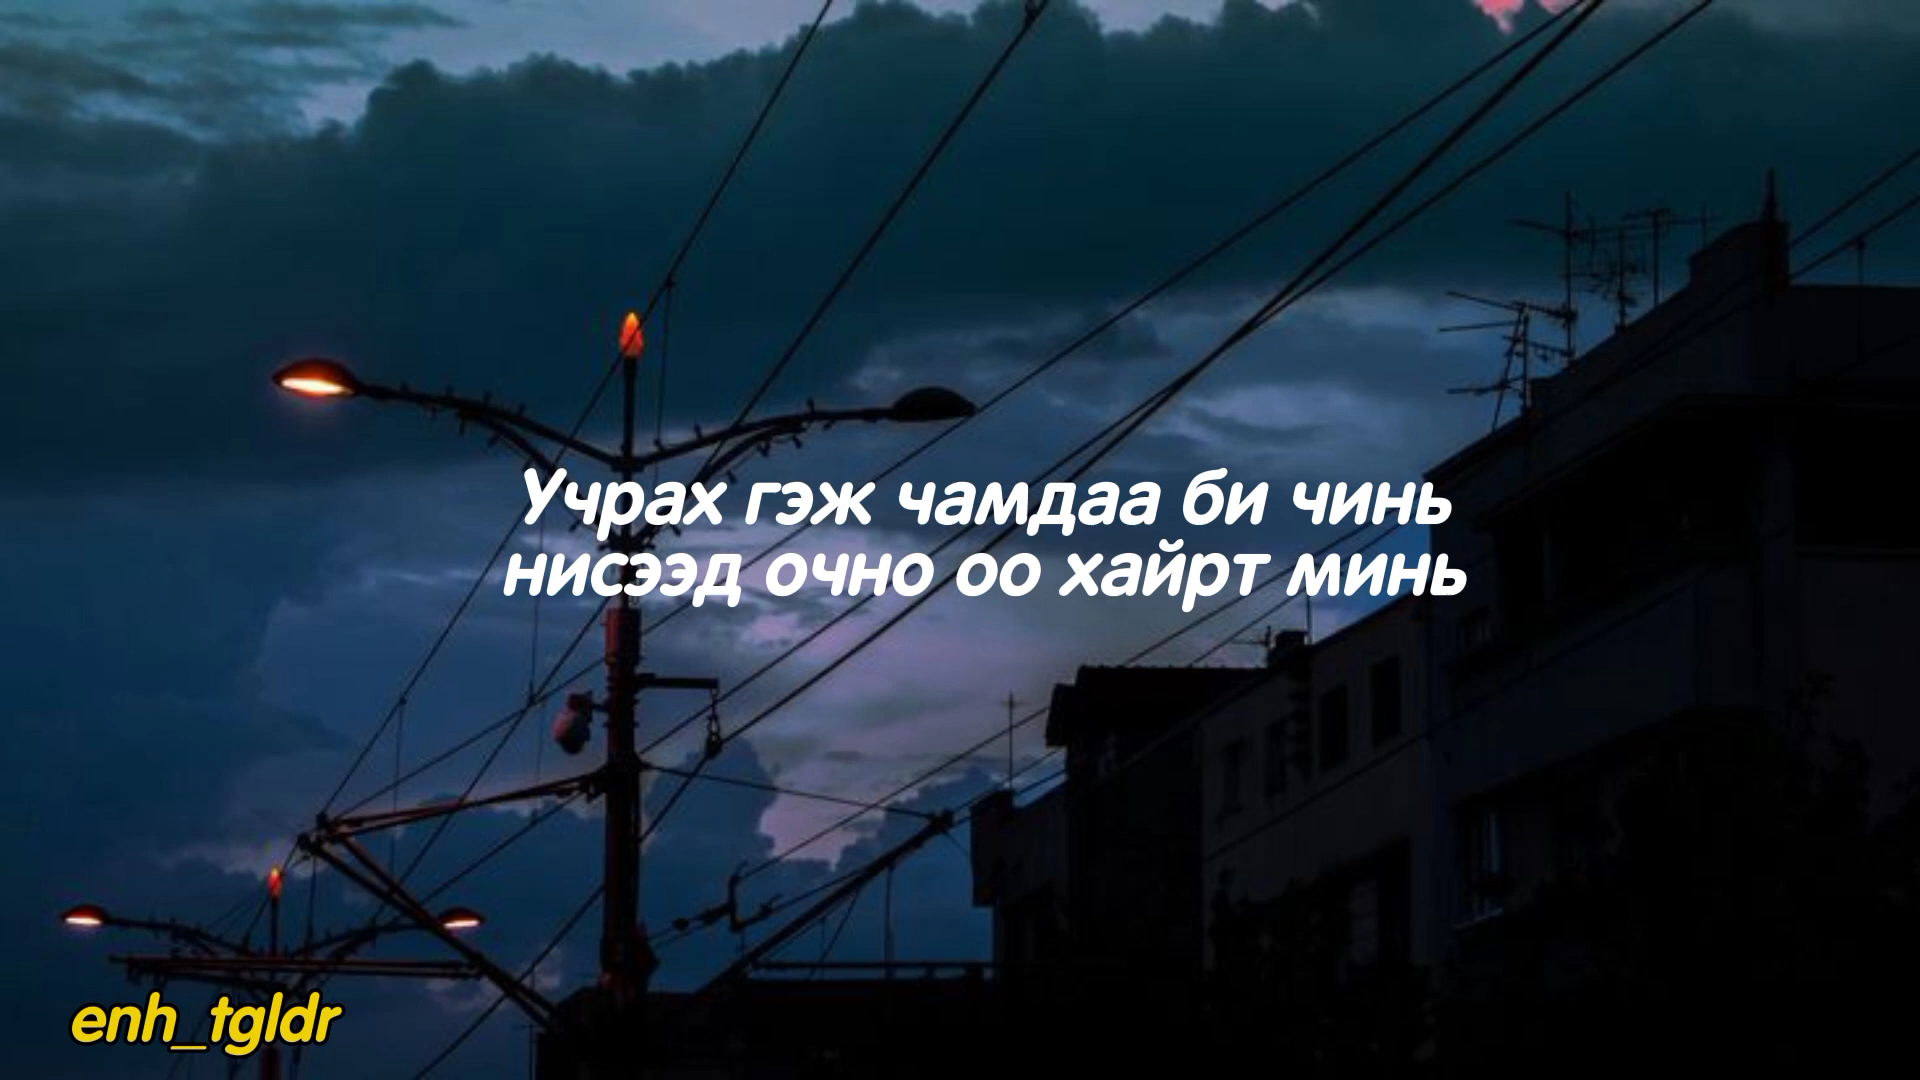 Учрах гэж чамдаа би чинь
нисээд очно оо хайрт минь
enh_tgldr